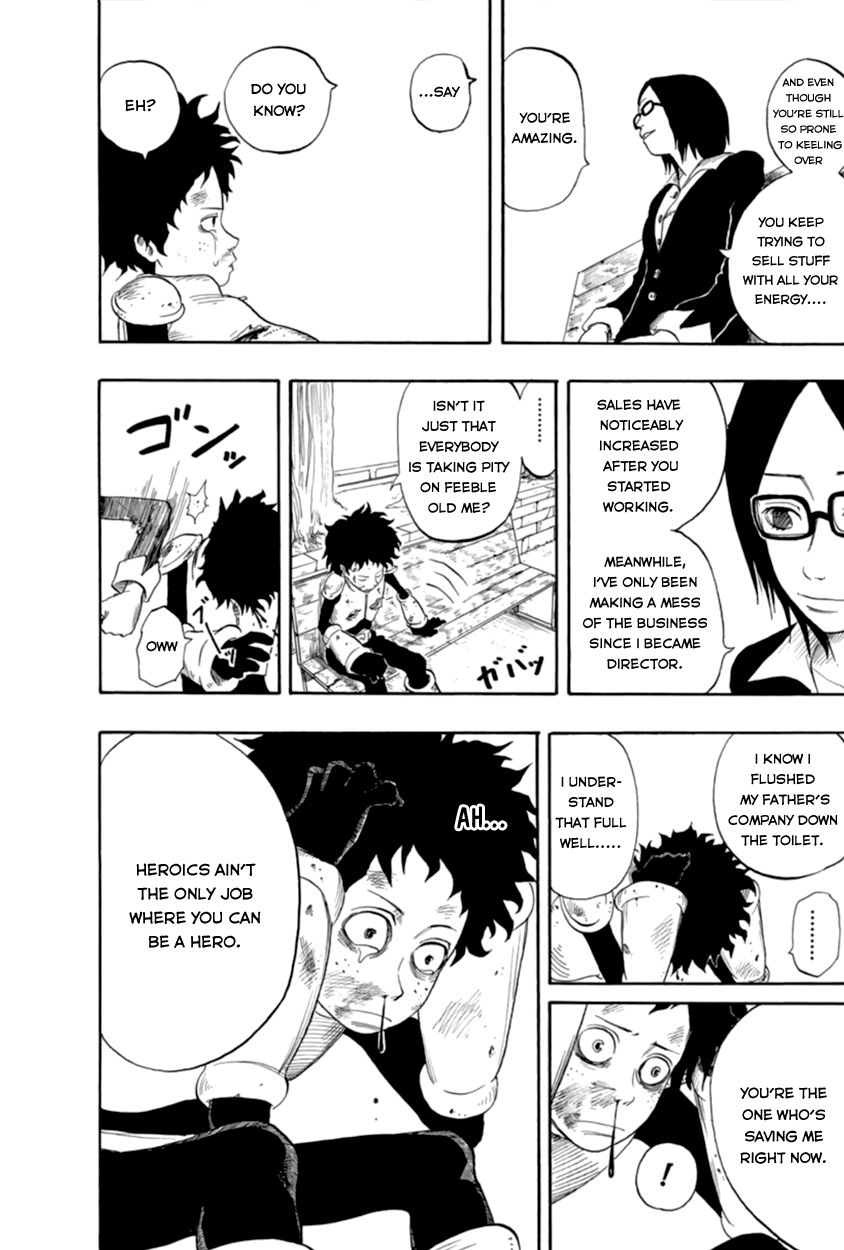 AND EVEN
THOUGH
YOU'RE STILL
SO PRONE
TO KEELING
OVER
YOU KEEP
TRYING TO
SELL STUFF
WITH ALL YOUR
ENERGY....
YOU'RE
AMAZING.
...SAY
DO YOU
KNOW?
EH?
SALES HAVE
NOTICEABLY
INCREASED
AFTER YOU
STARTED
WORKING.
MEANWHILE,
I'VE ONLY BEEN
MAKING A MESS
OF THE BUSINESS
SINCE I BECAME
DIRECTOR.
.........
ISN'T IT
JUST THAT
EVERYBODY
IS TAKING PITY
ON FEEBLE
OLD ME?
ガバッ
ゴン
OWW
I KNOW I
FLUSHED
MY FATHER'S
COMPANY DOWN
THE TOILET.
I UNDER-
STAND
THAT FULL
WELL.....
.........
YOU'RE THE
ONE WHO'S
SAVING ME
RIGHT NOW.
!
AH...
HEROICS AIN'T
THE ONLY JOB
WHERE YOU CAN
BE A HERO.